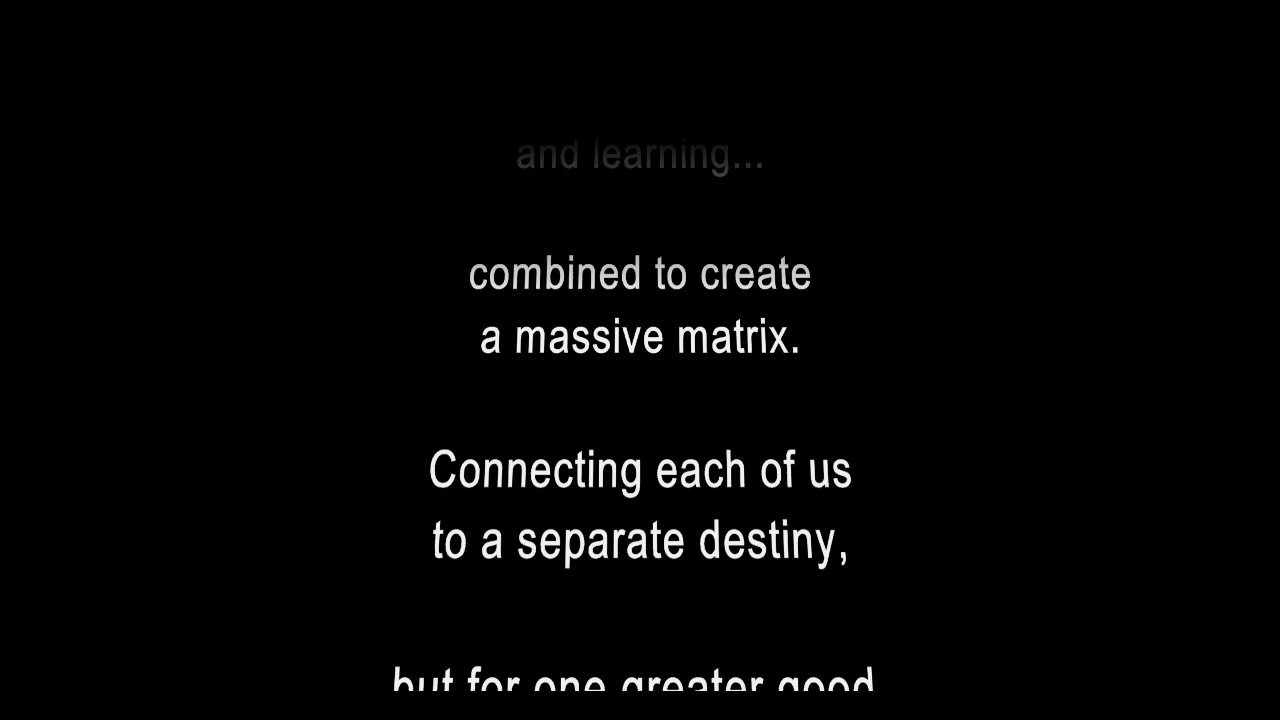 and learning...
combined to create
a massive matrix.
Connecting each of us
to a separate destiny,
but for one greater good